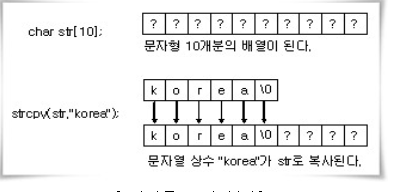 char str[10];
? ? ? ? ? ? ? ? ? ?
문자형 10개분의 배열이 된다.
k o r e a \0
strcpy(str,"korea");
k o r e a \0 ? ? ? ?
문자열 상수 "korea"가 str로 복사된다.